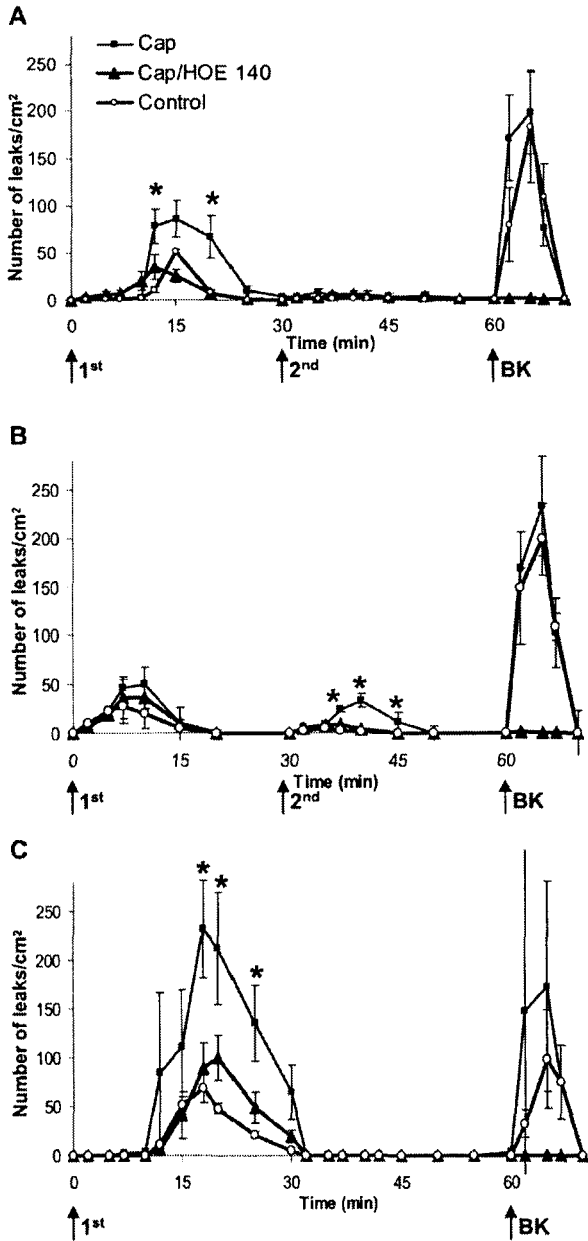 A
Cap
Cap/HOE 140
Control
Number of leaks/cm²
250
200
150
100
50
0
* *
0 15 30 45 60
Time (min)
1st 2nd BK
B
Number of leaks/cm²
250
200
150
100
50
0
* * *
0 15 30 45 60
Time (min)
1st 2nd BK
C
Number of leaks/cm²
250
200
150
100
50
0
* * *
0 15 30 45 60
Time (min)
1st BK